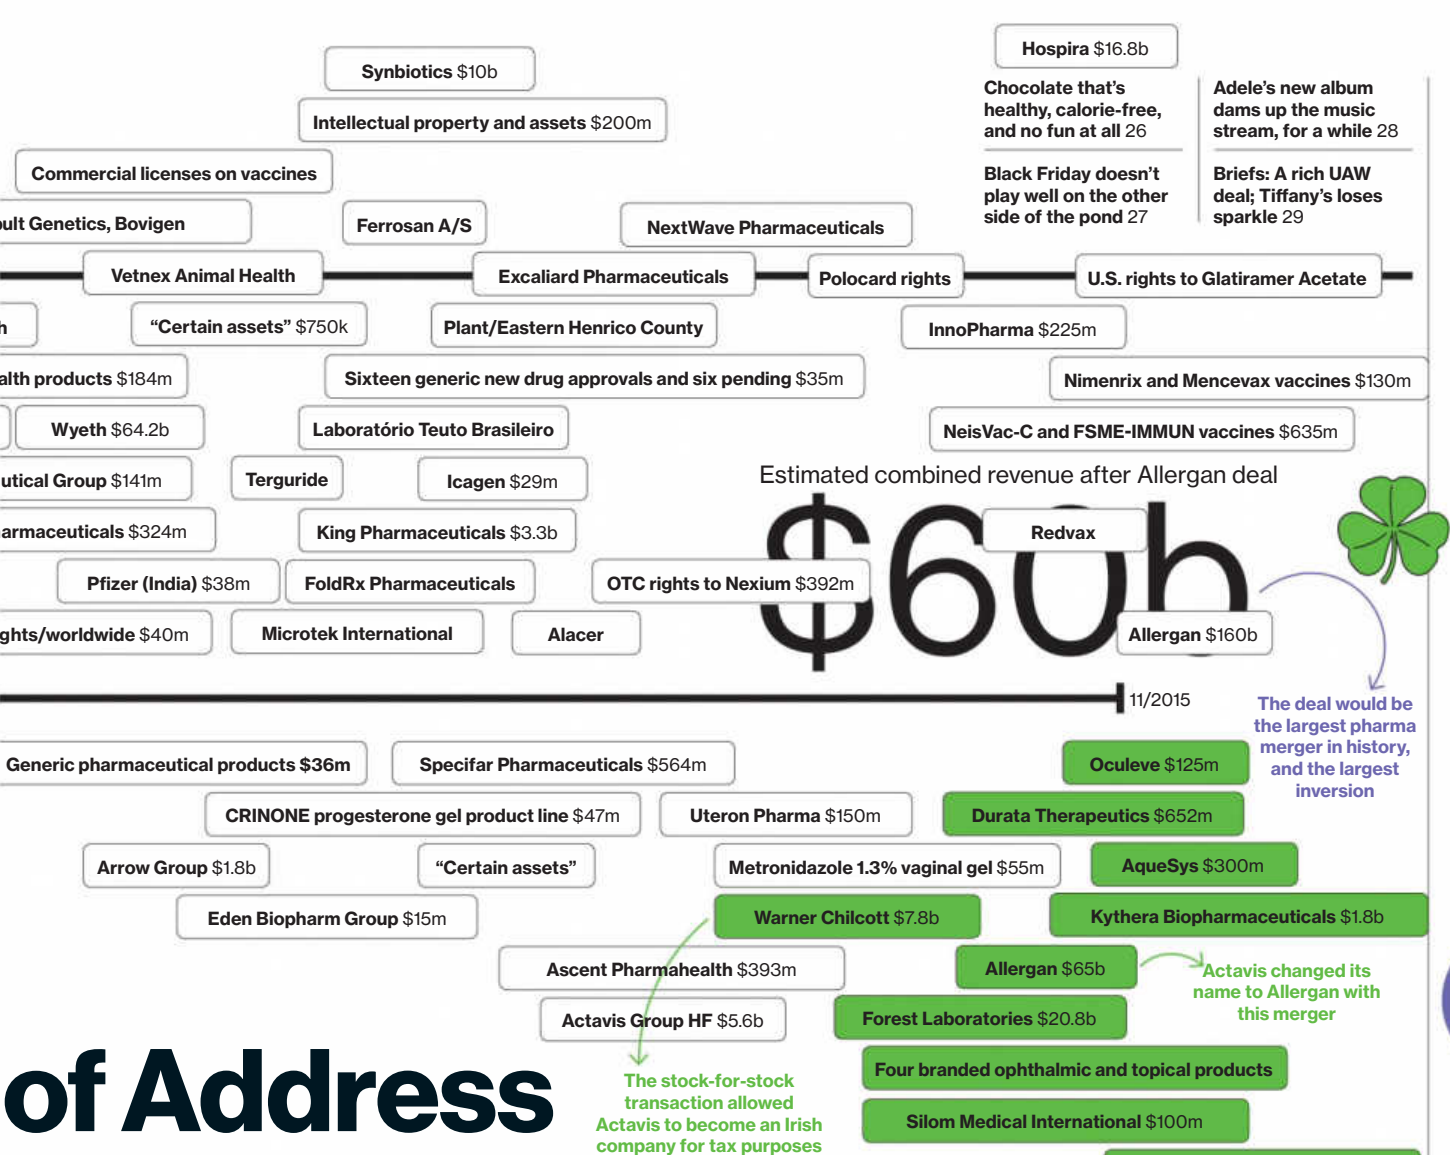 Hospira $16.8b
Synbiotics $10b
Chocolate that's
healthy, calorie-free,
and no fun at all 26
Adele's new album
dams up the music
stream, for a while 28
Intellectual property and assets $200m
Commercial licenses on vaccines
Black Friday doesn't
play well on the other
side of the pond 27
Briefs: A rich UAW
deal; Tiffany's loses
sparkle 29
Genetics, Bovigen
Ferrosan A/S
NextWave Pharmaceuticals
Vetnex Animal Health
Excaliard Pharmaceuticals
Polocard rights
U.S. rights to Glatiramer Acetate
"Certain assets" $750k
Plant/Eastern Henrico County
InnoPharma $225m
products $184m
Sixteen generic new drug approvals and six pending $35m
Nimenrix and Mencevax vaccines $130m
Wyeth $64.2b
Laboratório Teuto Brasileiro
NeisVac-C and FSME-IMMUN vaccines $635m
Group $141m
Terguride
Icagen $29m
Estimated combined revenue after Allergan deal
$60b
$324m
King Pharmaceuticals $3.3b
Redvax
Pfizer (India) $38m
FoldRx Pharmaceuticals
OTC rights to Nexium $392m
ghts/worldwide $40m
Microtek International
Alacer
Allergan $160b
11/2015
The deal would be
the largest pharma
merger in history,
and the largest
inversion
Generic pharmaceutical products $36m
Specifar Pharmaceuticals $564m
Oculeve $125m
CRINONE progesterone gel product line $47m
Uteron Pharma $150m
Durata Therapeutics $652m
Arrow Group $1.8b
"Certain assets"
Metronidazole 1.3% vaginal gel $55m
AqueSys $300m
Eden Biopharm Group $15m
Warner Chilcott $7.8b
Kythera Biopharmaceuticals $1.8b
Ascent Pharmahealth $393m
Allergan $65b
Actavis changed its
name to Allergan with
this merger
Actavis Group HF $5.6b
Forest Laboratories $20.8b
Four branded ophthalmic and topical products
of Address
The stock-for-stock
transaction allowed
Actavis to become an Irish
company for tax purposes
Silom Medical International $100m